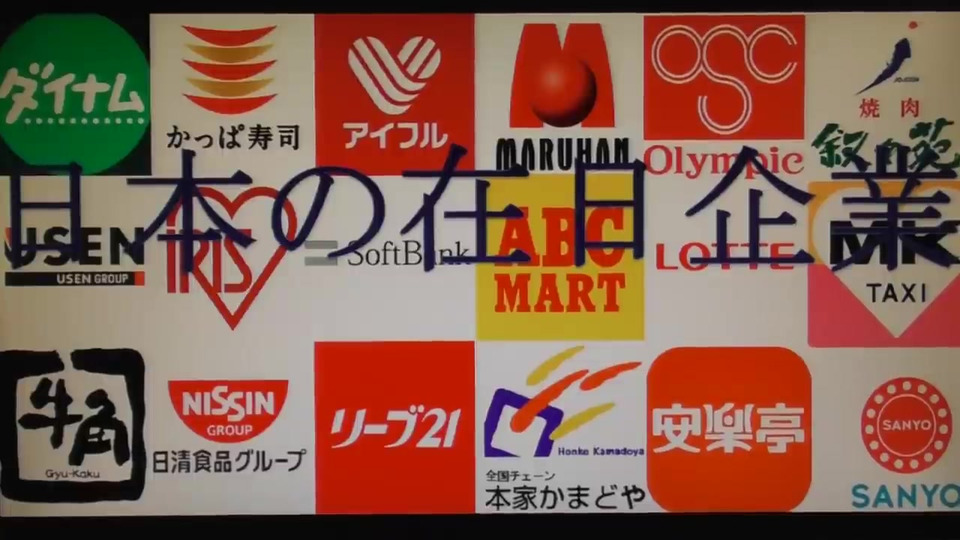 日本の在日企業
ダイナム
かっぱ寿司
アイフル
MARUHAN
OSC
Olympic
焼肉
叙々苑
USEN
USEN GROUP
IRIS
SoftBank
ABC
MART
LOTTE
MK
TAXI
牛角
Gyu-Kaku
NISSIN
GROUP
日清食品グループ
リーブ21
Honke Kamadoya
全国チェーン
本家かまどや
安楽亭
SANYO
SANYO